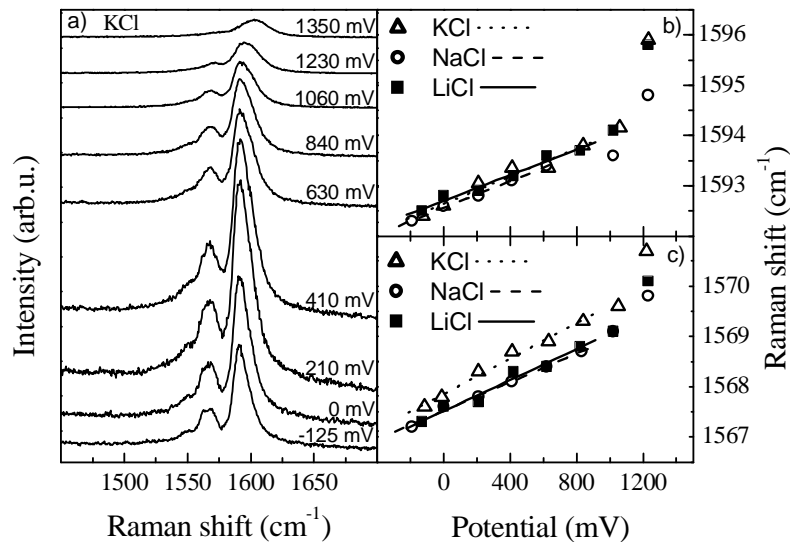 a) KCl
1350 mV
1230 mV
1060 mV
840 mV
630 mV
410 mV
210 mV
0 mV
-125 mV
Intensity (arb.u.)
1500 1550 1600 1650
Raman shift (cm-1)
b)
KCl
NaCl
LiCl
1596
1595
1594
1593
c)
KCl
NaCl
LiCl
1570
1569
1568
1567
Raman shift (cm-1)
0 400 800 1200
Potential (mV)